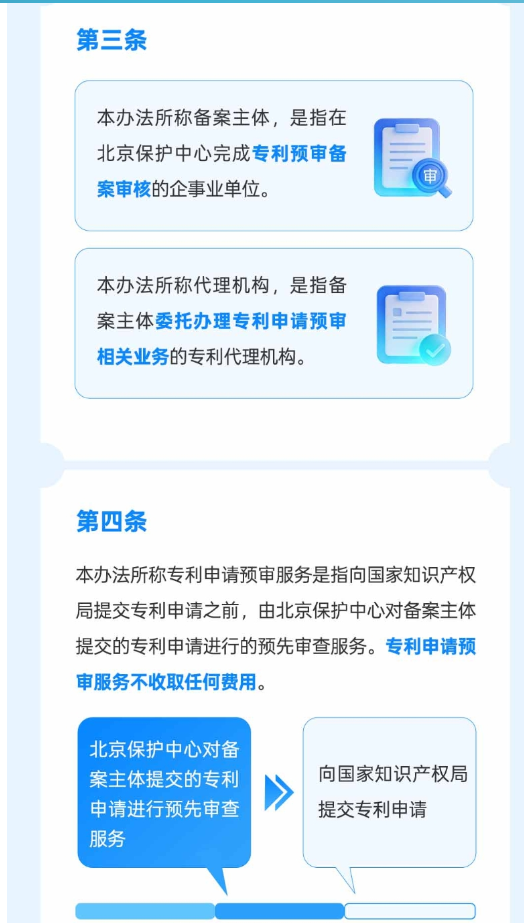 第三条
本办法所称备案主体，是指在
北京保护中心完成专利预审备
案审核的企事业单位。
审
本办法所称代理机构，是指备
案主体委托办理专利申请预审
相关业务的专利代理机构。
第四条
本办法所称专利申请预审服务是指向国家知识产权
局提交专利申请之前，由北京保护中心对备案主体
提交的专利申请进行的预先审查服务。专利申请预
审服务不收取任何费用。
北京保护中心对备
案主体提交的专利
申请进行预先审查
服务
向国家知识产权局
提交专利申请